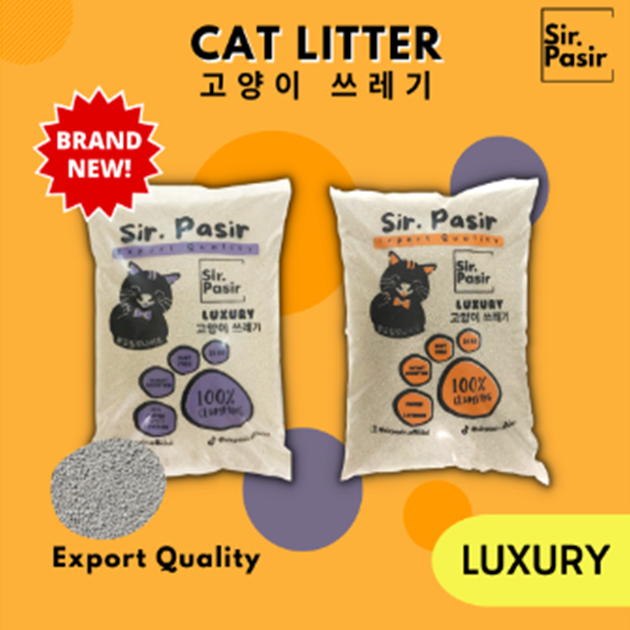 CAT LITTER
고양이 쓰레기
Sir.
Pasir
BRAND
NEW!
Sir. Pasir
Export Quality
Sir.
Pasir
LUXURY
고양이 쓰레기
100%
Clumping
Sir. Pasir
Export Quality
Sir.
Pasir
LUXURY
고양이 쓰레기
100%
Clumping
Export Quality
LUXURY